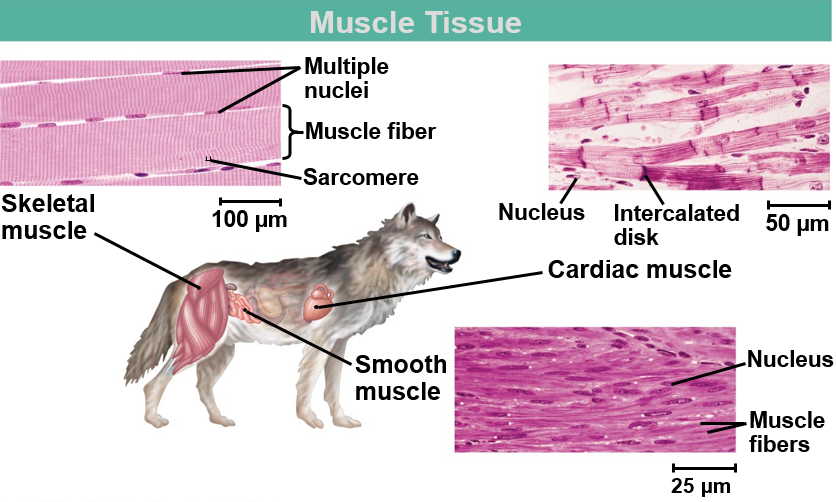 Muscle Tissue
Multiple
nuclei
Muscle fiber
Sarcomere
100 µm
Skeletal
muscle
Nucleus
Intercalated
disk
50 µm
Cardiac muscle
Smooth
muscle
Nucleus
Muscle
fibers
25 µm